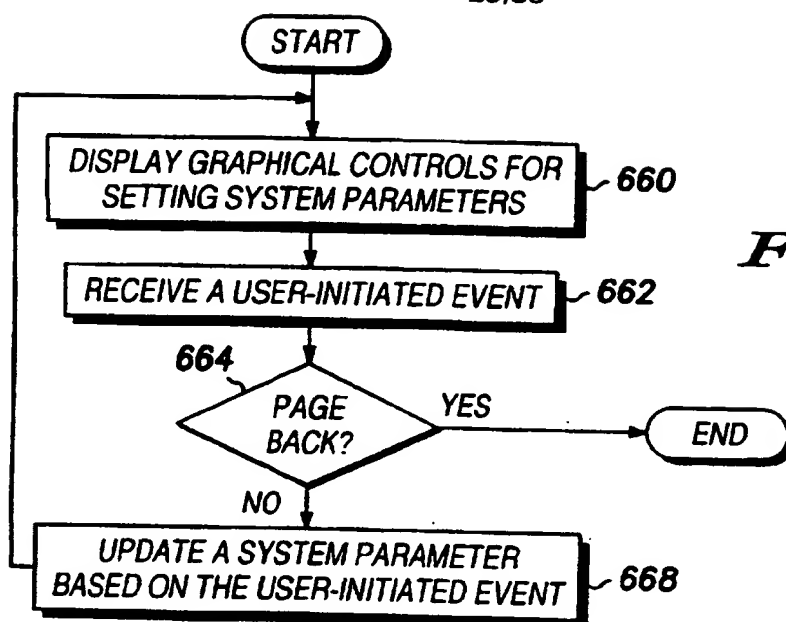 START
DISPLAY GRAPHICAL CONTROLS FOR
SETTING SYSTEM PARAMETERS
660
F
RECEIVE A USER-INITIATED EVENT
662
664
PAGE
BACK?
YES
END
NO
UPDATE A SYSTEM PARAMETER
BASED ON THE USER-INITIATED EVENT
668